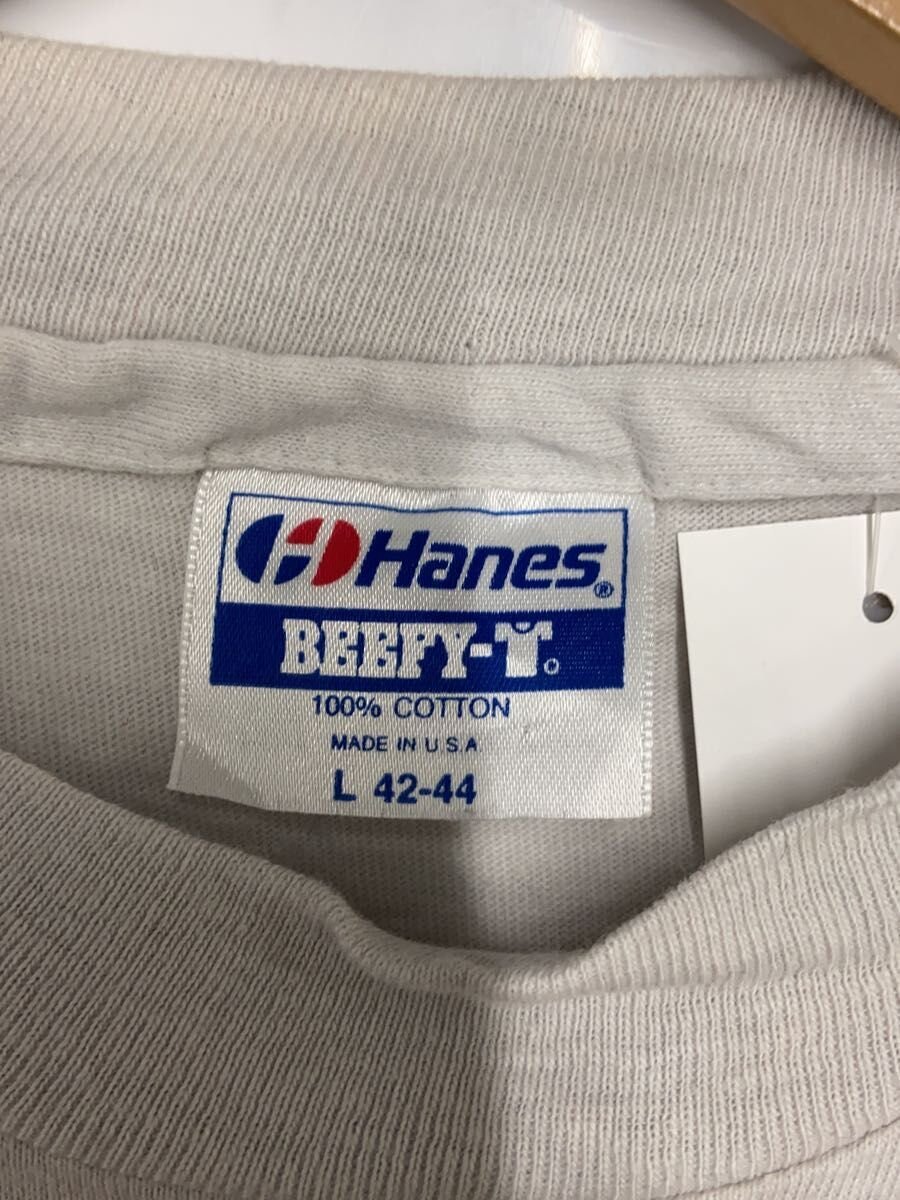 Hanes®
BEEFY-T®
100% COTTON
MADE IN U S A
L 42-44